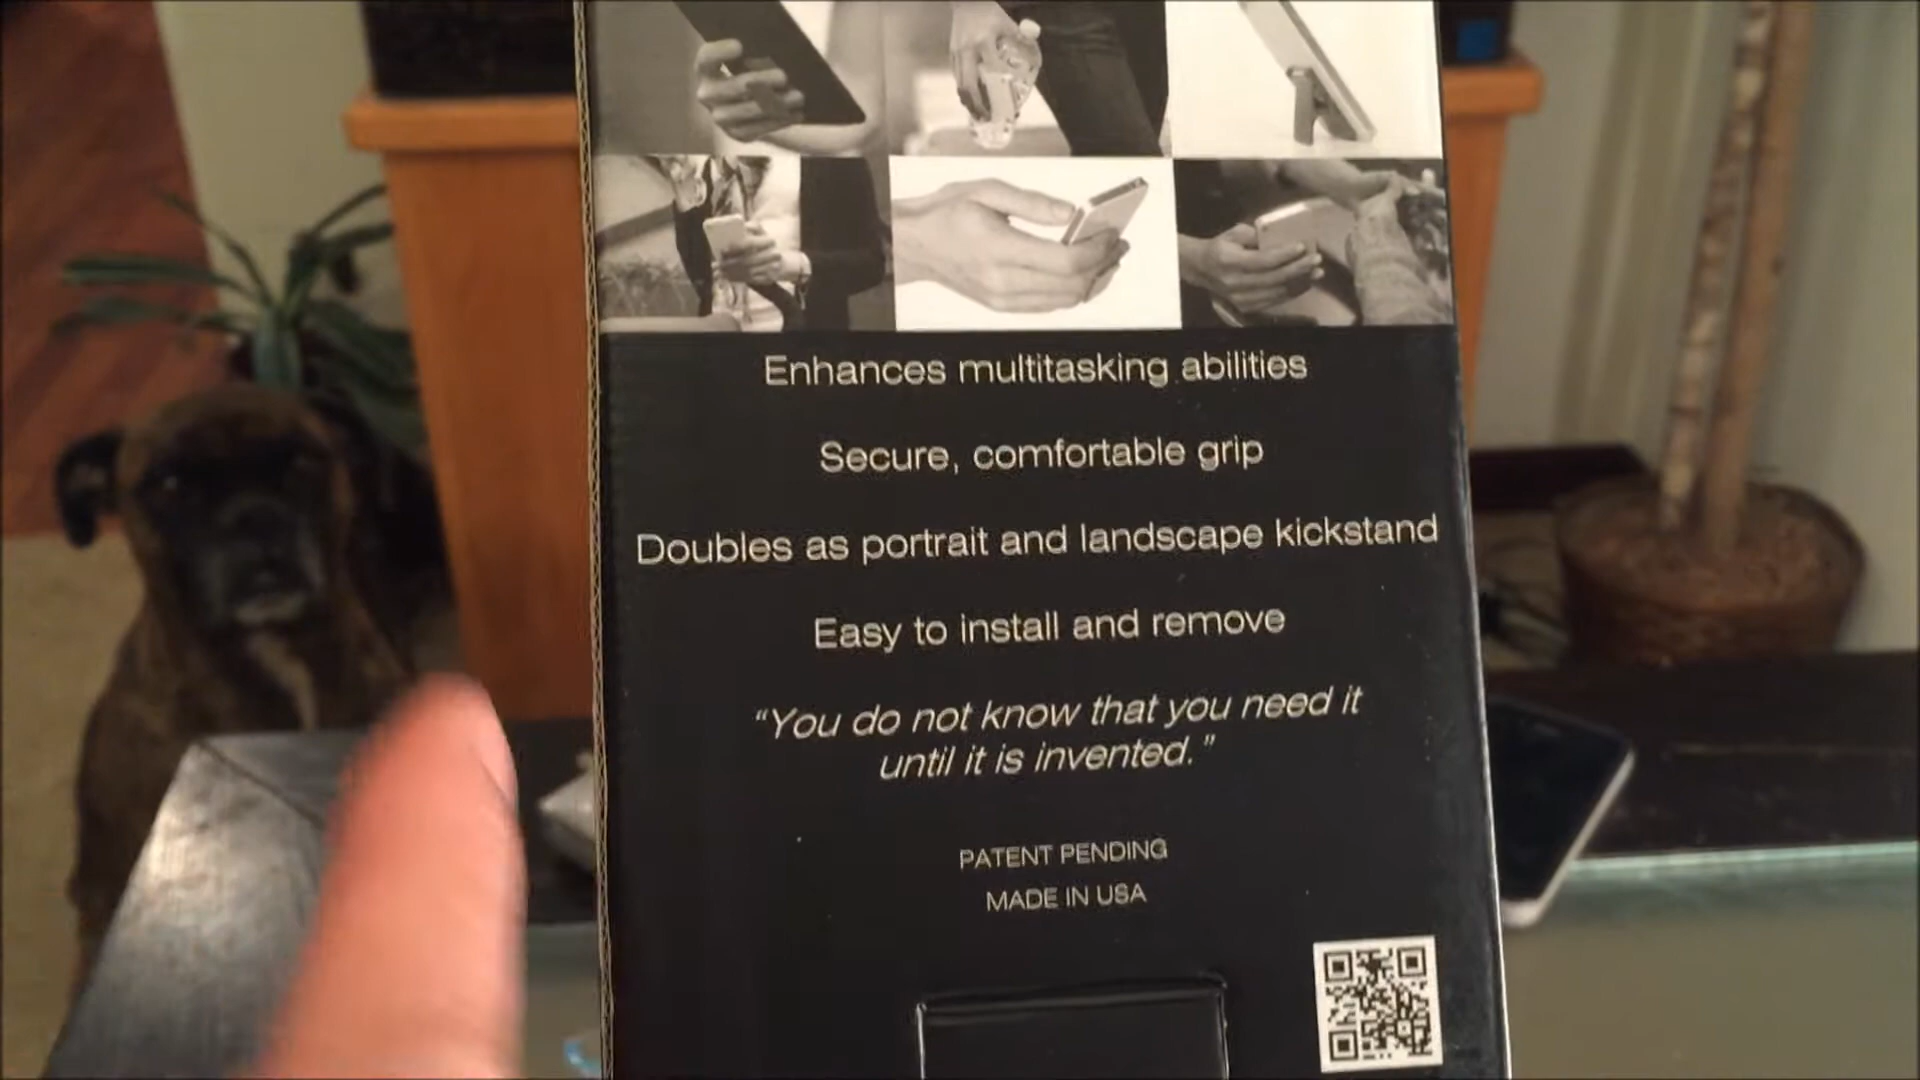 Enhances multitasking abilities
Secure, comfortable grip
Doubles as portrait and landscape kickstand
Easy to install and remove
“You do not know that you need it
until it is invented.”
PATENT PENDING
MADE IN USA